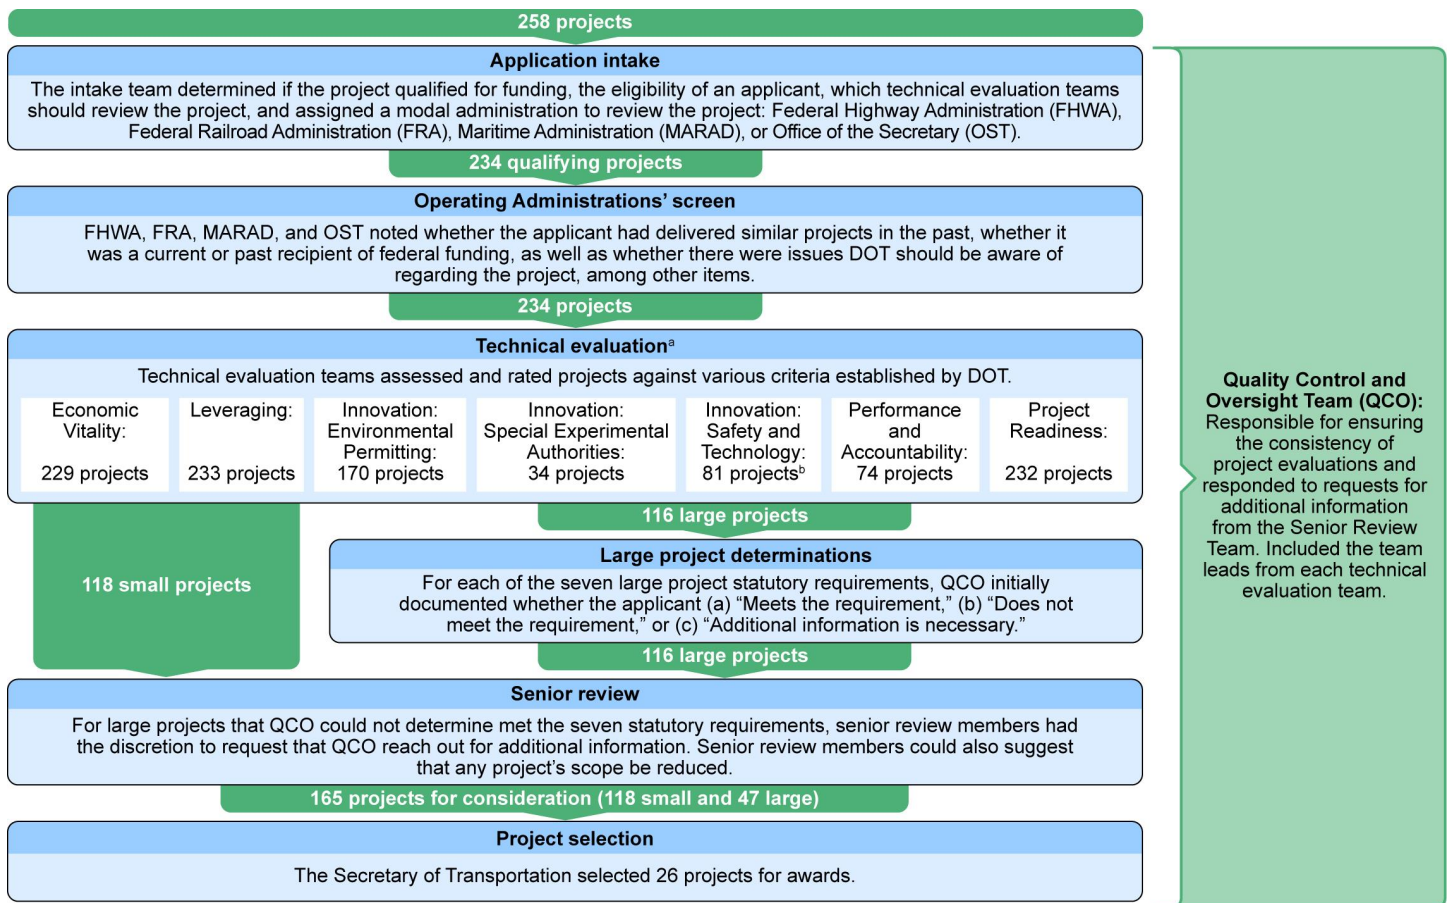 258 projects
Application intake
The intake team determined if the project qualified for funding, the eligibility of an applicant, which technical evaluation teams
should review the project, and assigned a modal administration to review the project: Federal Highway Administration (FHWA),
Federal Railroad Administration (FRA), Maritime Administration (MARAD), or Office of the Secretary (OST).
234 qualifying projects
Operating Administrations’ screen
FHWA, FRA, MARAD, and OST noted whether the applicant had delivered similar projects in the past, whether it
was a current or past recipient of federal funding, as well as whether there were issues DOT should be aware of
regarding the project, among other items.
234 projects
Technical evaluationª
Technical evaluation teams assessed and rated projects against various criteria established by DOT.
Economic
Vitality:
229 projects
Leveraging:
233 projects
Innovation:
Environmental
Permitting:
170 projects
Innovation:
Special Experimental
Authorities:
34 projects
Innovation:
Safety and
Technology:
81 projectsᵇ
Performance
and
Accountability:
74 projects
Project
Readiness:
232 projects
116 large projects
118 small projects
Large project determinations
For each of the seven large project statutory requirements, QCO initially
documented whether the applicant (a) “Meets the requirement,” (b) “Does not
meet the requirement,” or (c) “Additional information is necessary.”
116 large projects
Senior review
For large projects that QCO could not determine met the seven statutory requirements, senior review members had
the discretion to request that QCO reach out for additional information. Senior review members could also suggest
that any project’s scope be reduced.
165 projects for consideration (118 small and 47 large)
Project selection
The Secretary of Transportation selected 26 projects for awards.
Quality Control and
Oversight Team (QCO):
Responsible for ensuring
the consistency of
project evaluations and
responded to requests for
additional information
from the Senior Review
Team. Included the team
leads from each technical
evaluation team.